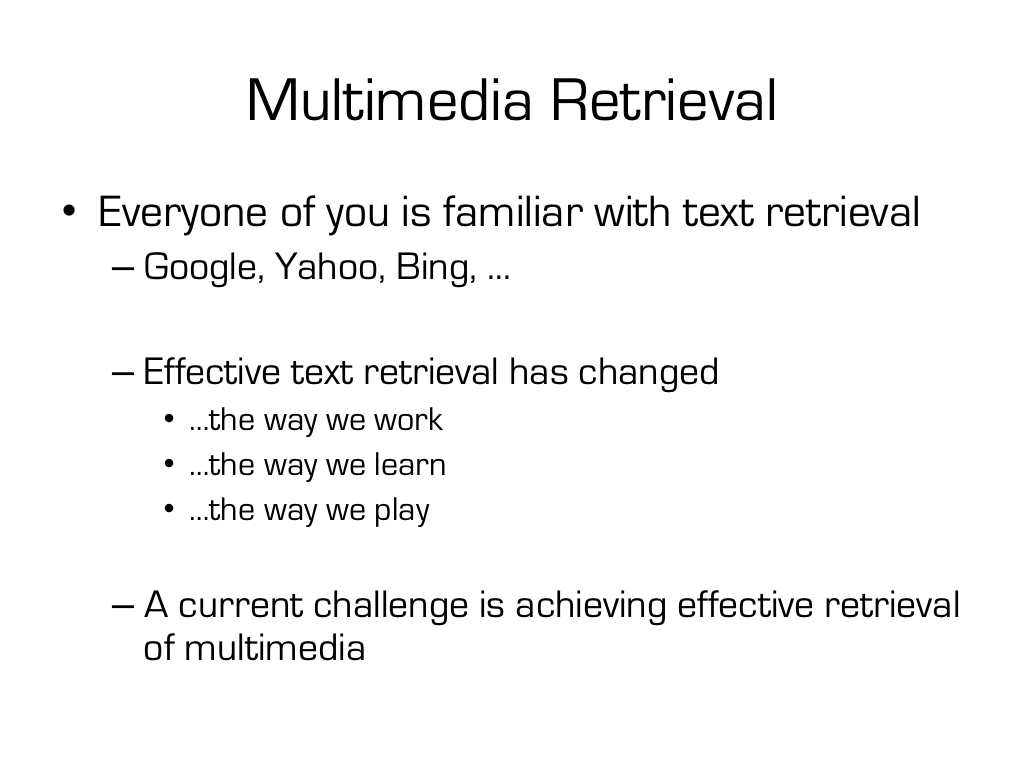 Multimedia Retrieval
• Everyone of you is familiar with text retrieval
– Google, Yahoo, Bing, ...
– Effective text retrieval has changed
• ...the way we work
• ...the way we learn
• ...the way we play
– A current challenge is achieving effective retrieval
of multimedia